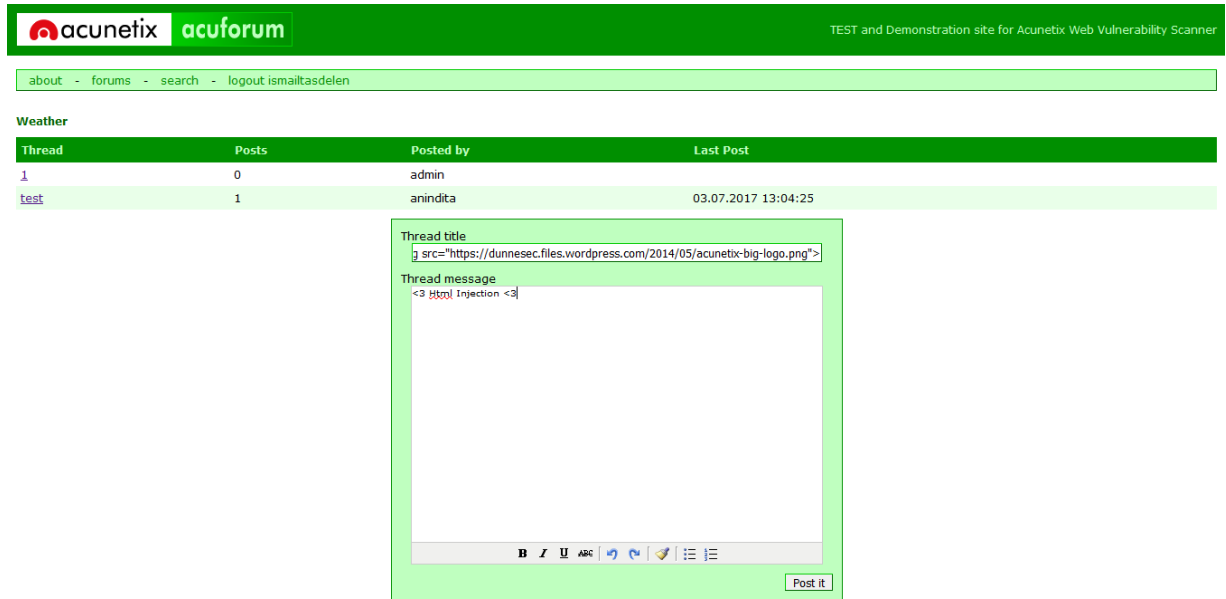 acunetix acuforum TEST and Demonstration site for Acunetix Web Vulnerability Scanner
about - forums - search - logout ismailtasdelen
Weather
Thread Posts Posted by Last Post
1 0 admin
test 1 anindita 03.07.2017 13:04:25
Thread title
g src="https://dunnesec.files.wordpress.com/2014/05/acunetix-big-logo.png">
Thread message
<3 Html Injection <3
B I U ABC
Post it